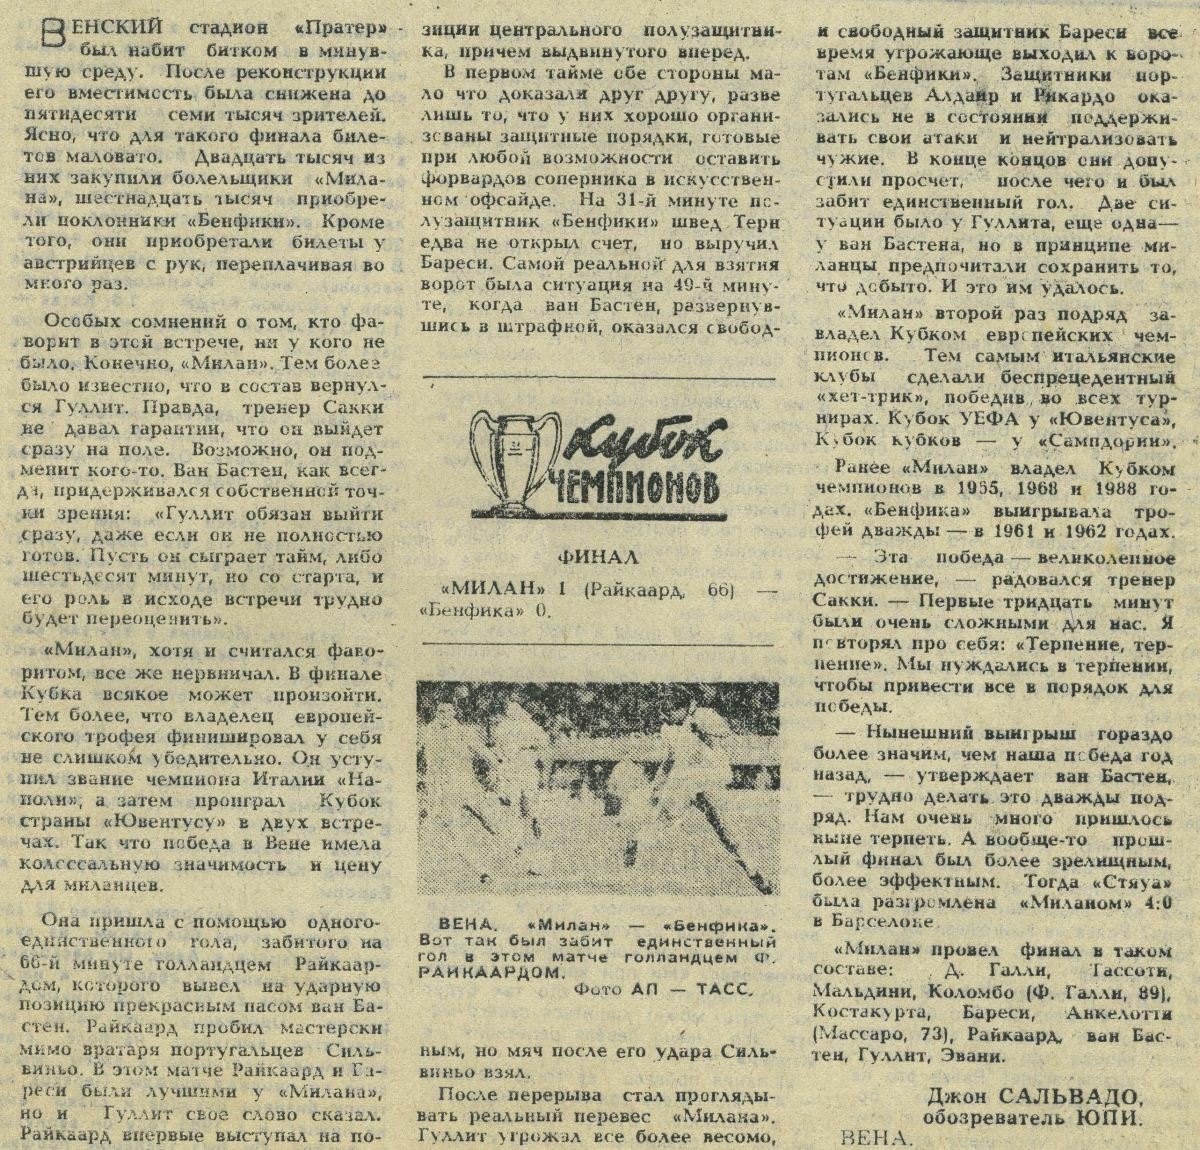 ВЕНСКИЙ стадион «Пратер»
был набит битком в минув-
шую среду. После реконструкции
его вместимость была снижена до
пятидесяти семи тысяч зрителей.
Ясно, что для такого финала биле-
тов маловато. Двадцать тысяч из
них закупили болельщики «Мила-
на», шестнадцать тысяч приобре-
ли поклонники «Бенфики». Кроме
того, они приобретали билеты у
австрийцев с рук, переплачивая во
много раз.
Особых сомнений о том, кто фа-
ворит в этой встрече, ни у кого не
было. Конечно, «Милан». Тем более
было известно, что в состав вернул-
ся Гуллит. Правда, тренер Сакки
не давал гарантии, что он выйдет
сразу на поле. Возможно, он под-
менит кого-то. Ван Бастен, как всег-
да, придерживался собственной точ-
ки зрения: «Гуллит обязан выйти
сразу, даже если он не полностью
готов. Пусть он сыграет тайм, либо
шестьдесят минут, но со старта, и
его роль в исходе встречи трудно
будет переоценить».
«Милан», хотя и считался фаво-
ритом, все же нервничал. В финале
Кубка всякое может произойти.
Тем более, что владелец европей-
ского трофея финишировал у себя
не слишком убедительно. Он усту-
пил звание чемпиона Италии «На-
поли», а затем проиграл Кубок
страны «Ювентусу» в двух встре-
чах. Так что победа в Вене имела
колоссальную значимость и цену
для миланцев.
Она пришла с помощью одного-
единственного гола, забитого на
66-й минуте голландцем Райкаар-
дом, которого вывел на ударную
позицию прекрасным пасом ван Ба-
стен. Райкаард пробил мастерски
мимо вратаря португальцев Силь-
виньо. В этом матче Райкаард и Ба-
реси были лучшими у «Милана»,
но и Гуллит свое слово сказал.
Райкаард впервые выступал на по-
зиции центрального полузащитни-
ка, причем выдвинутого вперед.
В первом тайме обе стороны ма-
ло что доказали друг другу, разве
лишь то, что у них хорошо органи-
зованы защитные порядки, готовые
при любой возможности оставить
форвардов соперника в искусствен-
ном офсайде. На 31-й минуте по-
лузащитник «Бенфики» швед Терн
едва не открыл счет, но выручил
Бареси. Самой реальной для взятия
ворот была ситуация на 49-й мину-
те, когда ван Бастен, развернув-
шись в штрафной, оказался свобод-
Кубок
ЧЕМПИОНОВ
ФИНАЛ
«МИЛАН» 1 (Райкаард, 66) —
«Бенфика» 0.
ВЕНА. «Милан» — «Бенфика».
Вот так был забит единственный
гол в этом матче голландцем Ф.
РАЙКААРДОМ.
Фото АП — ТАСС.
ным, но мяч после его удара Силь-
виньо взял.
После перерыва стал прогляды-
вать реальный перевес «Милана».
Гуллит угрожал все более весомо,
и свободный защитник Бареси все
время угрожающе выходил к воро-
там «Бенфики». Защитники пор-
тугальцев Алдаир и Рикардо ока-
зались не в состоянии поддержи-
вать свои атаки и нейтрализовать
чужие. В конце концов они допу-
стили просчет, после чего и был
забит единственный гол. Две си-
туации было у Гуллита, еще одна—
у ван Бастена, но в принципе ми-
ланцы предпочитали сохранить то,
что добыто. И это им удалось.
«Милан» второй раз подряд за-
владел Кубком европейских чем-
пионов. Тем самым итальянские
клубы сделали беспрецедентный
«хет-трик», победив во всех тур-
нирах. Кубок УЕФА у «Ювентуса»,
Кубок кубков — у «Сампдории».
Ранее «Милан» владел Кубком
чемпионов в 1955, 1968 и 1988 го-
дах. «Бенфика» выигрывала тро-
фей дважды — в 1961 и 1962 годах.
— Эта победа — великолепное
достижение, — радовался тренер
Сакки. — Первые тридцать минут
были очень сложными для нас. Я
повторял про себя: «Терпение, тер-
пение». Мы нуждались в терпении,
чтобы привести все в порядок для
победы.
— Нынешний выигрыш гораздо
более значим, чем наша победа год
назад, — утверждает ван Бастен,
— трудно делать это дважды под-
ряд. Нам очень много пришлось
ныне терпеть. А вообще-то прош-
лый финал был более зрелищным,
более эффектным. Тогда «Стяуа»
была разгромлена «Миланом» 4:0
в Барселоне.
«Милан» провел финал в таком
составе: Д. Галли, Тассоти,
Мальдини, Коломбо (Ф. Галли, 89),
Костакурта, Бареси, Анкелотти
(Массаро, 73), Райкаард, ван Бас-
тен, Гуллит, Эвани.
Джон САЛЬВАДО,
обозреватель ЮПИ.
ВЕНА.